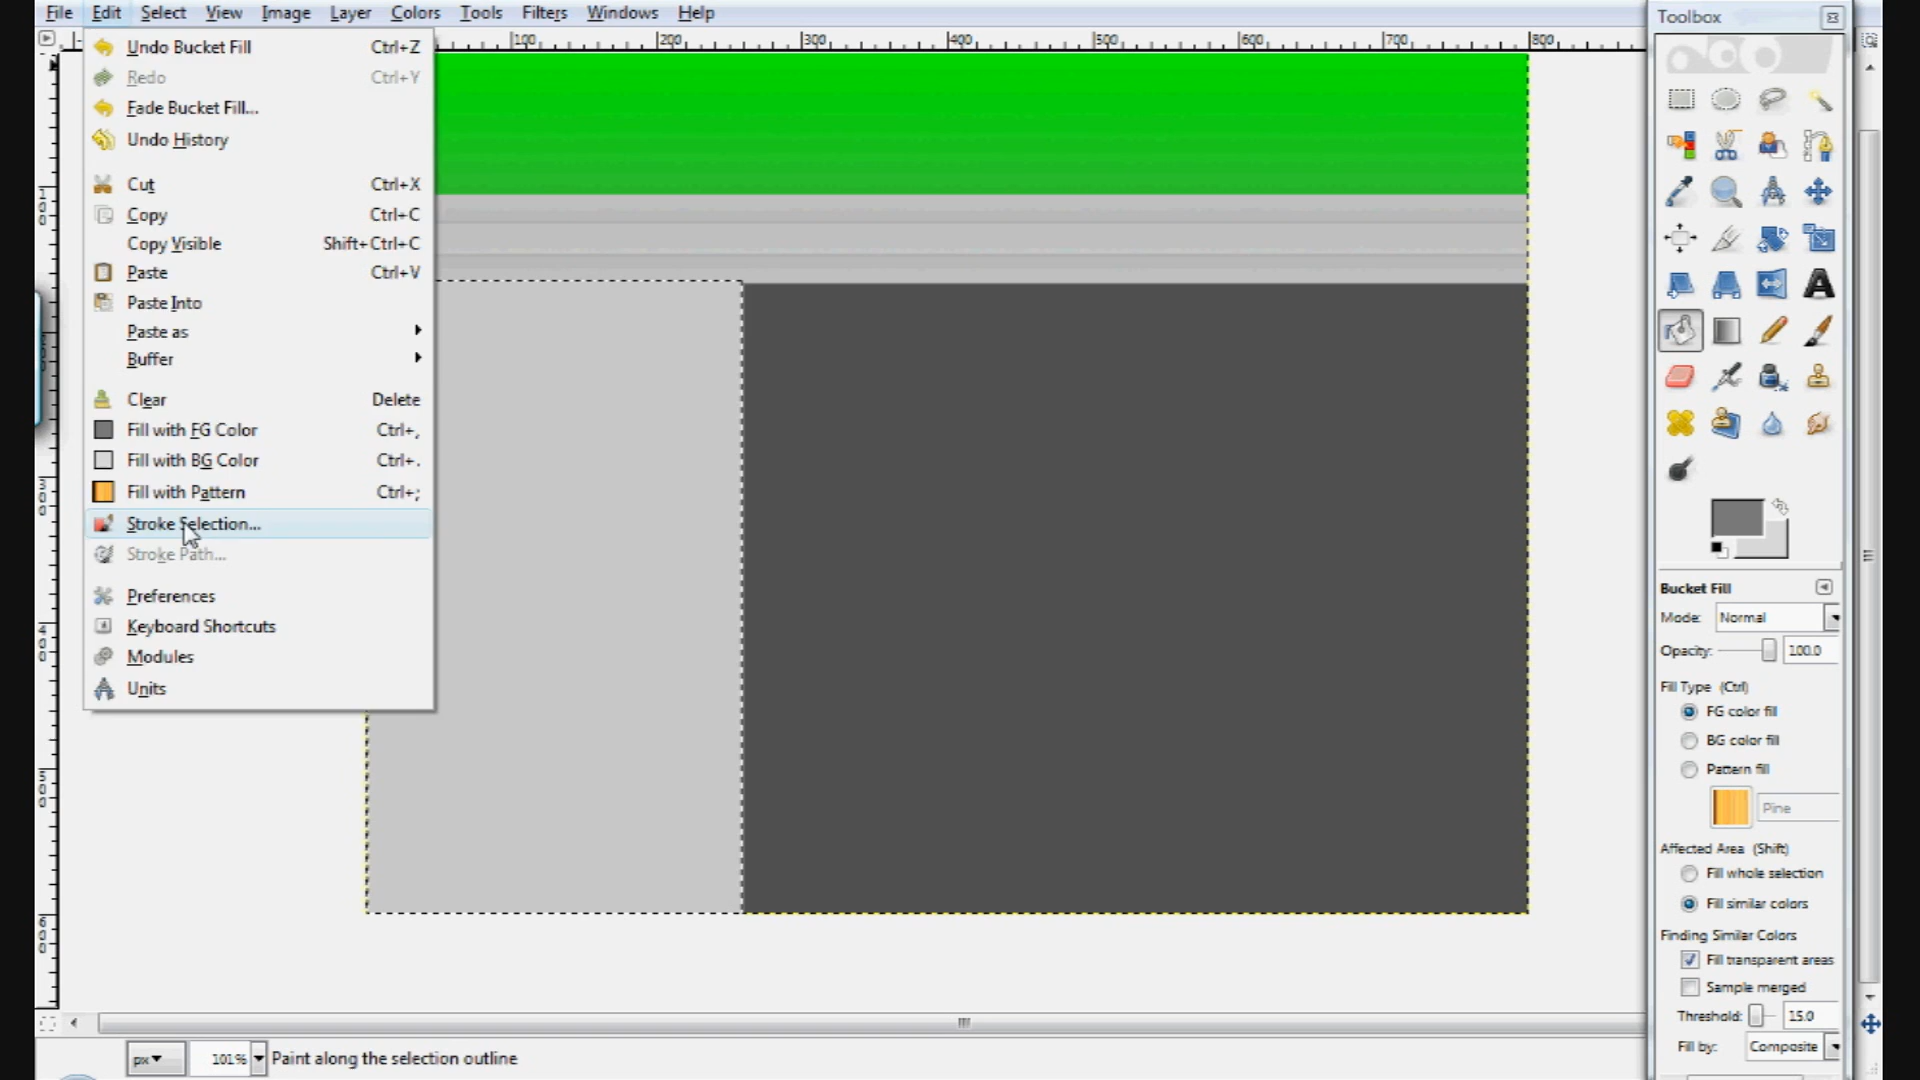 File Edit Select View Image Layer Colors Tools Filters Windows Help
Toolbox
100 200 300 400 500 600 700 800
Undo Bucket Fill Ctrl+Z
Redo Ctrl+Y
Fade Bucket Fill...
Undo History
Cut Ctrl+X
Copy Ctrl+C
Copy Visible Shift+Ctrl+C
Paste Ctrl+V
Paste Into
Paste as
Buffer
Clear Delete
Fill with FG Color Ctrl+,
Fill with BG Color Ctrl+.
Fill with Pattern Ctrl+;
Stroke Selection...
Stroke Path...
Preferences
Keyboard Shortcuts
Modules
Units
100
300
400
500
600
Bucket Fill
Mode: Normal
Opacity: 100.0
Fill Type (Ctrl)
FG color fill
BG color fill
Pattern fill
Pine
Affected Area (Shift)
Fill whole selection
Fill similar colors
Finding Similar Colors
Fill transparent areas
Sample merged
Threshold: 15.0
Fill by: Composite
px 101% Paint along the selection outline